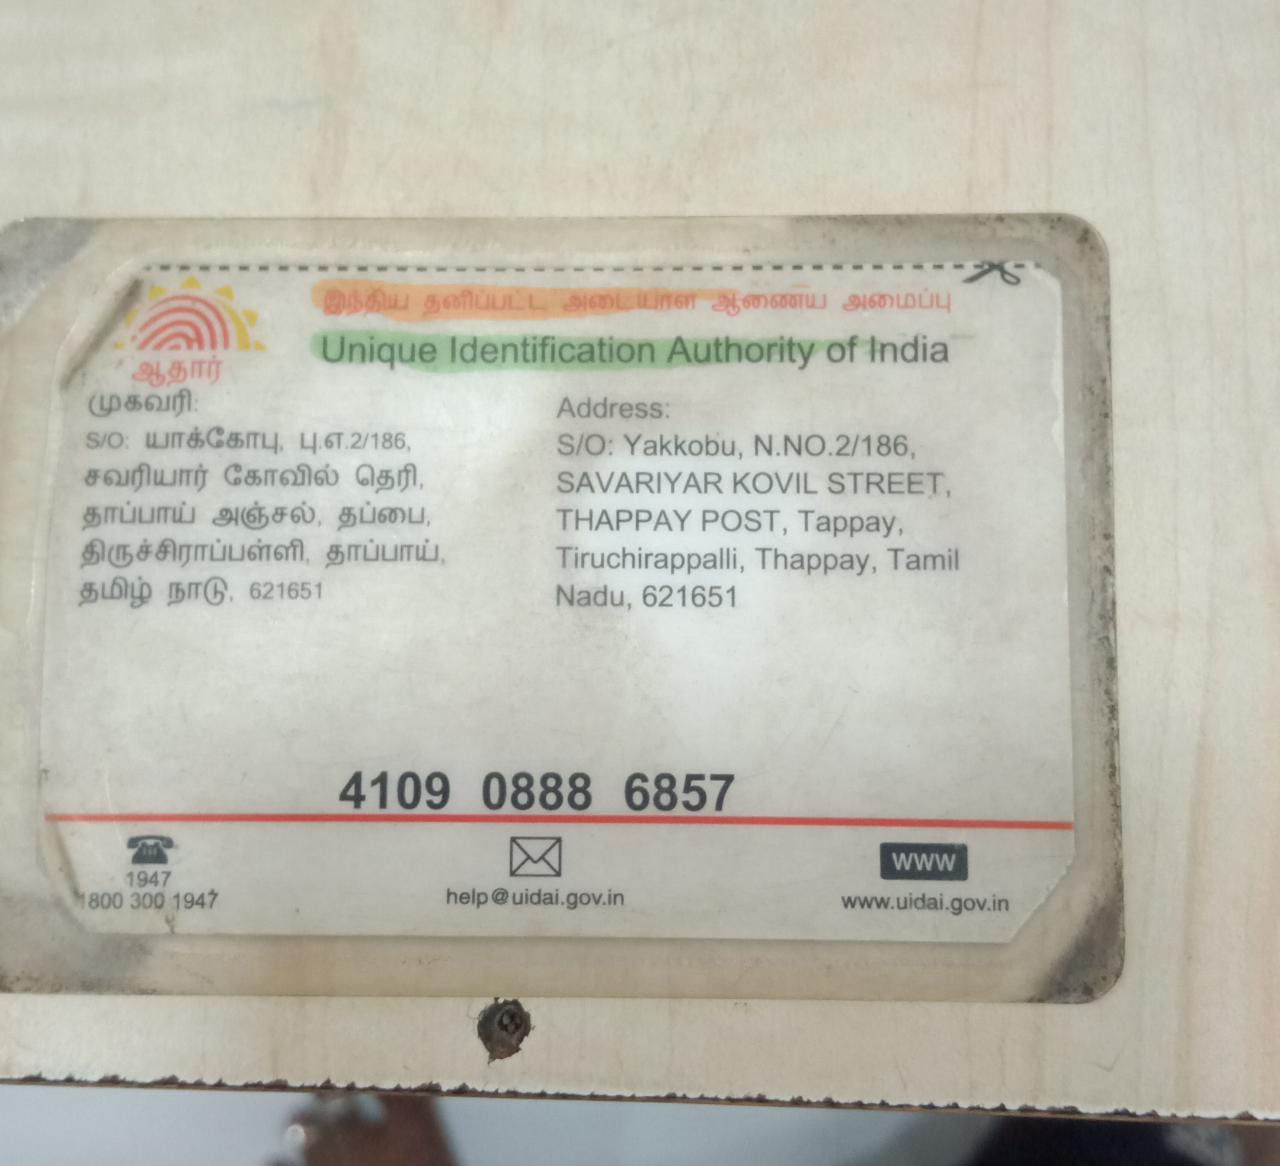 இந்திய தனிப்பட்ட அடையாள ஆணைய அமைப்பு
Unique Identification Authority of India
ஆதார்
முகவரி:
S/O: யாக்கோபு, பு.எ.2/186,
சவரியார் கோவில் தெரி,
தாப்பாய் அஞ்சல், தப்பை,
திருச்சிராப்பள்ளி, தாப்பாய்,
தமிழ் நாடு, 621651
Address:
S/O: Yakkobu, N.NO.2/186,
SAVARIYAR KOVIL STREET,
THAPPAY POST, Tappay,
Tiruchirappalli, Thappay, Tamil
Nadu, 621651
4109 0888 6857
1947
1800 300 1947
help@uidai.gov.in
WWW
www.uidai.gov.in